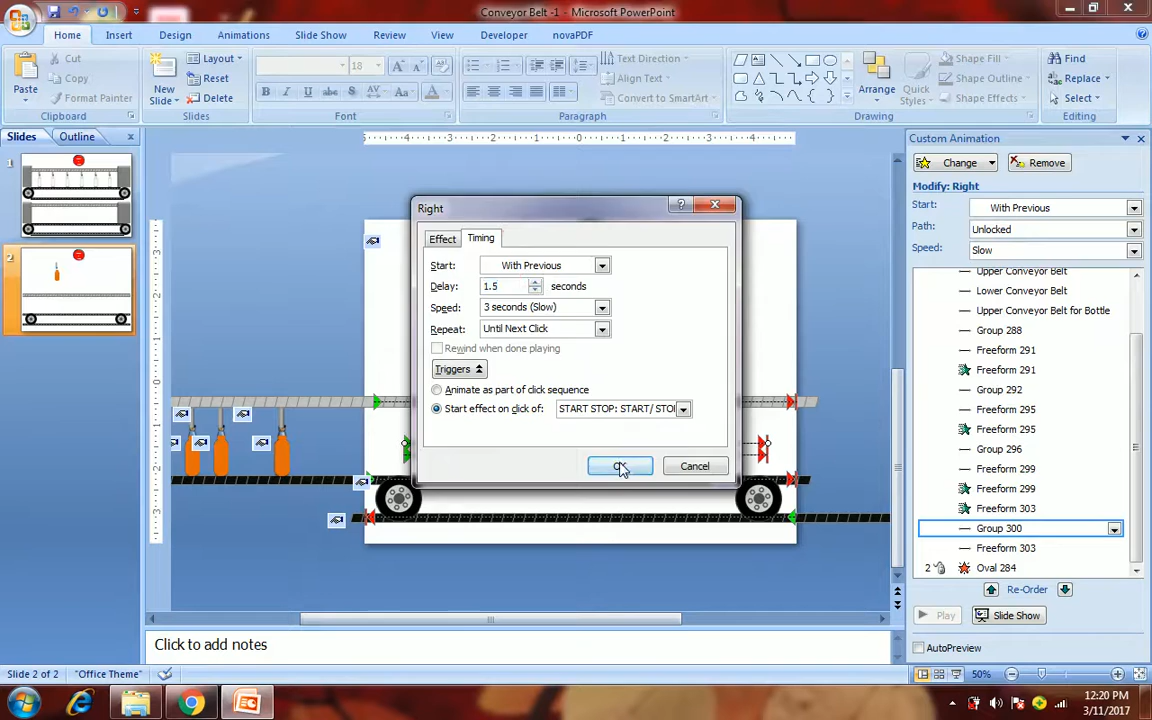 Conveyor Belt -1 - Microsoft PowerPoint
Home Insert Design Animations Slide Show Review View Developer novaPDF
Paste
Cut
Copy
Format Painter
Clipboard
New Slide
Layout
Reset
Delete
Slides
18
B I U abe S AV Aa A
Font
Text Direction
Align Text
Convert to SmartArt
Paragraph
Arrange
Quick Styles
Shape Fill
Shape Outline
Shape Effects
Drawing
Find
Replace
Select
Editing
Slides Outline
1
2
Right
Effect Timing
Start: With Previous
Delay: 1.5 seconds
Speed: 3 seconds (Slow)
Repeat: Until Next Click
Rewind when done playing
Triggers
Animate as part of click sequence
Start effect on click of: START STOP: START/ STO
OK Cancel
Custom Animation
Change Remove
Modify: Right
Start: With Previous
Path: Unlocked
Speed: Slow
Upper Conveyor Belt
Lower Conveyor Belt
Upper Conveyor Belt for Bottle
Group 288
Freeform 291
Freeform 291
Group 292
Freeform 295
Freeform 295
Group 296
Freeform 299
Freeform 299
Freeform 303
Group 300
Freeform 303
2 Oval 284
Re-Order
Play Slide Show
AutoPreview
Click to add notes
Slide 2 of 2 "Office Theme" 50%
12:20 PM
3/11/2017